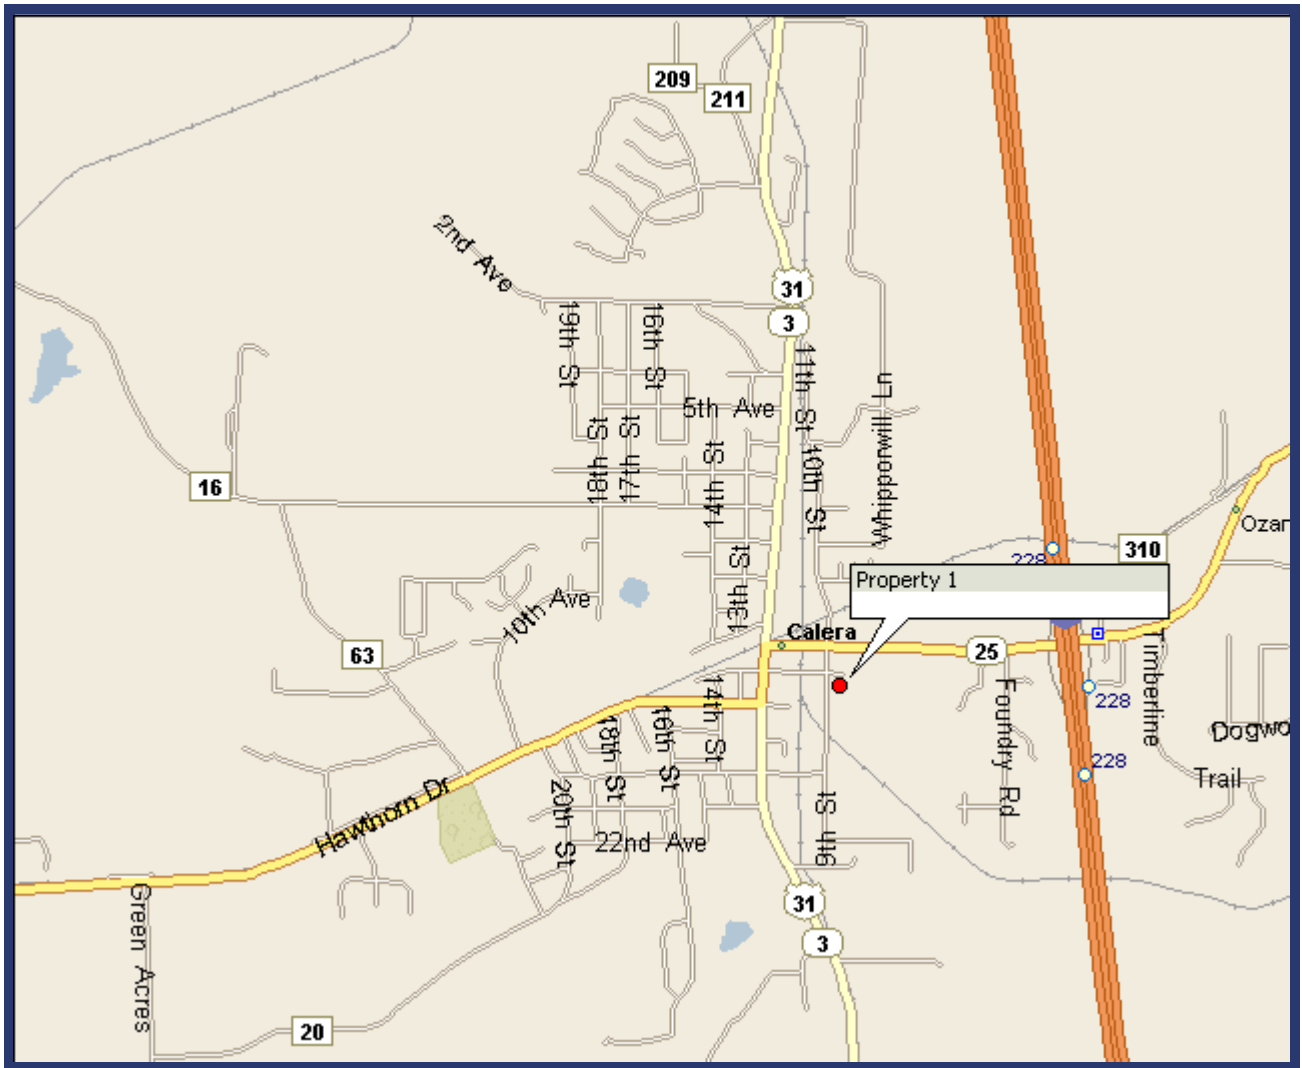 209
211
2nd Ave
31
3
19th St
16th St
11th St
5th Ave
Whipporwill Ln
18th St
17th St
14th St
10th St
16
Ozar
310
228
Property 1
13th St
10th Ave
Calera
63
25
Timberline
14th St
Foundry Rd
228
18th St
16th St
Dogwo
228
Trail
Hawthorn Dr
20th St
9th St
22nd Ave
Green Acres
31
3
20